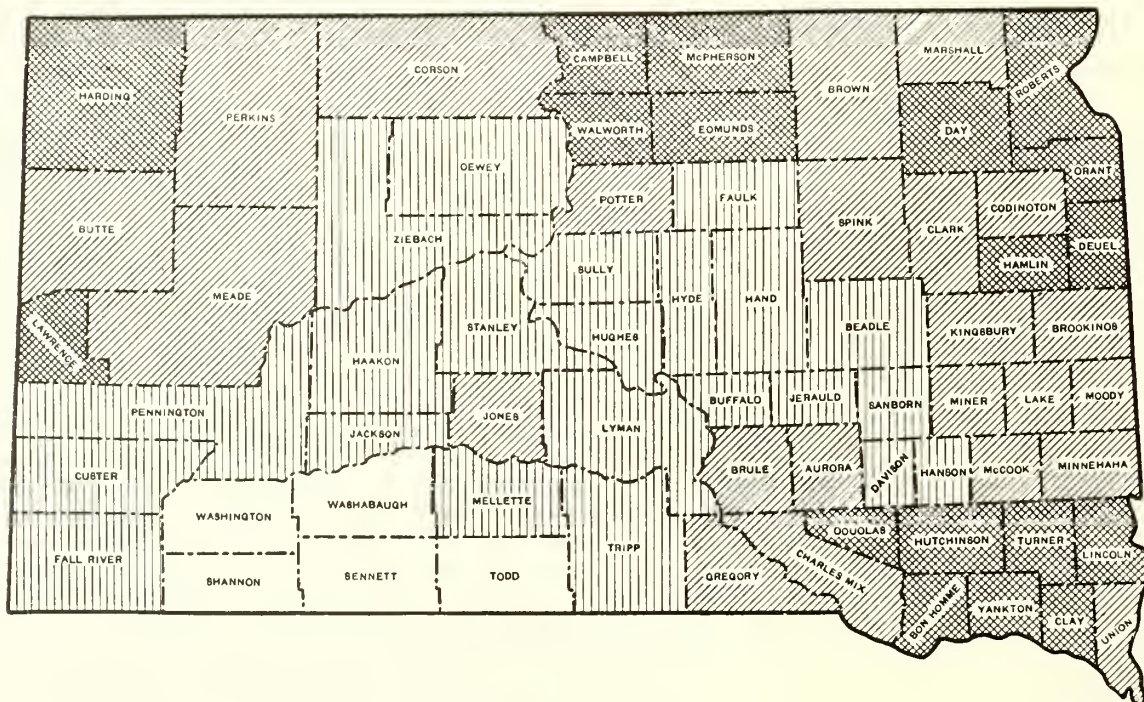 HARDING
PERKINS
CORSON
CAMPBELL
McPHERSON
BROWN
MARSHALL
ROBERTS
WALWORTH
EDMUNDS
DAY
DEWEY
GRANT
BUTTE
ZIEBACH
POTTER
FAULK
SPINK
CLARK
CODINGTON
HAMLIN
DEUEL
MEADE
SULLY
HYDE
HAND
LAWRENCE
HAAKON
STANLEY
HUGHES
BEADLE
KINGSBURY
BROOKINGS
PENNINGTON
JACKSON
JONES
LYMAN
BUFFALO
JERAULD
SANBORN
MINER
LAKE
MOODY
CUSTER
WASHINGTON
WASHABAUGH
MELLETTE
BRULE
AURORA
DAVISON
HANSON
McCOOK
MINNEHAHA
FALL RIVER
SHANNON
BENNETT
TODD
TRIPP
GREGORY
CHARLES MIX
DOUGLAS
HUTCHINSON
TURNER
LINCOLN
BON HOMME
YANKTON
CLAY
UNION